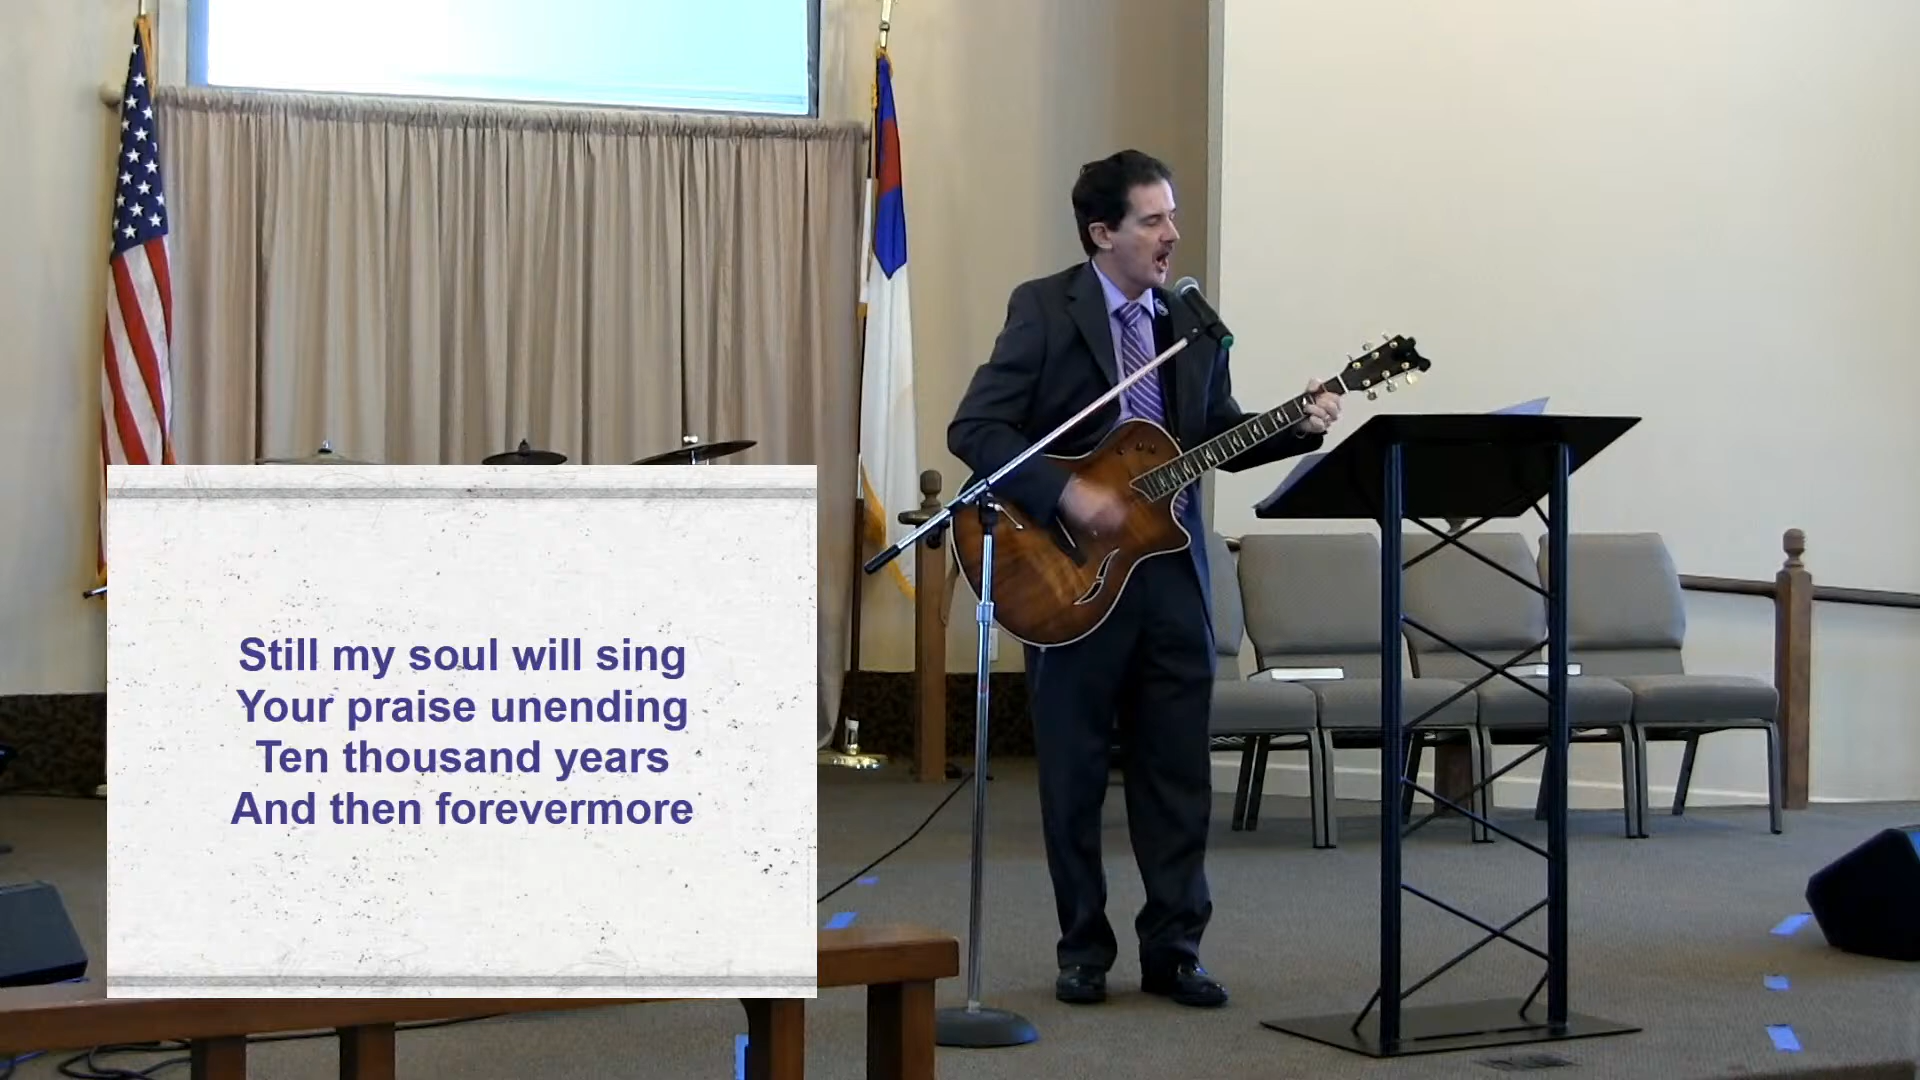 Still my soul will sing
Your praise unending
Ten thousand years
And then forevermore